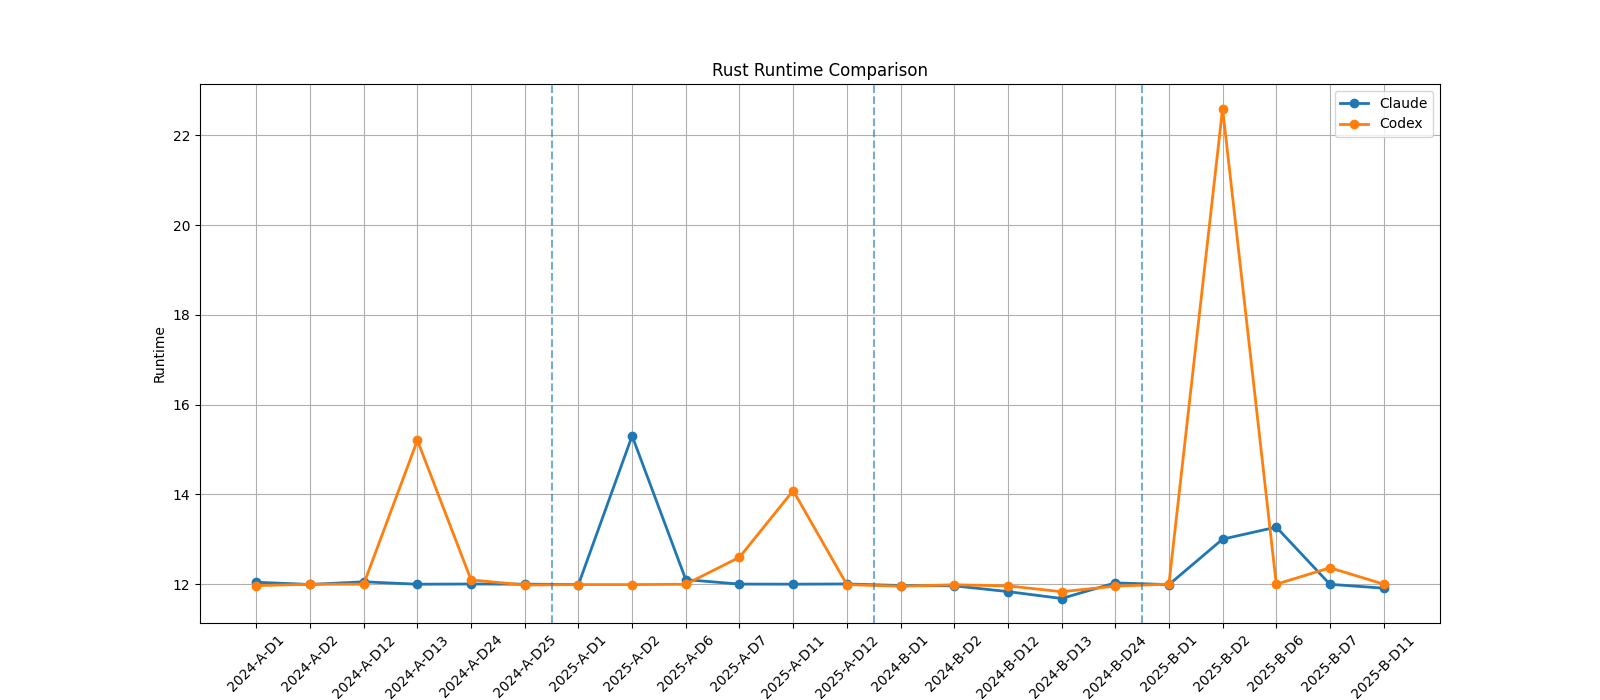 Rust Runtime Comparison
Claude
Codex
22
20
18
16
14
12
Runtime
2024-A-D1
2024-A-D2
2024-A-D12
2024-A-D13
2024-A-D24
2024-A-D25
2025-A-D1
2025-A-D2
2025-A-D6
2025-A-D7
2025-A-D11
2025-A-D12
2024-B-D1
2024-B-D2
2024-B-D12
2024-B-D13
2024-B-D24
2025-B-D1
2025-B-D2
2025-B-D6
2025-B-D7
2025-B-D11